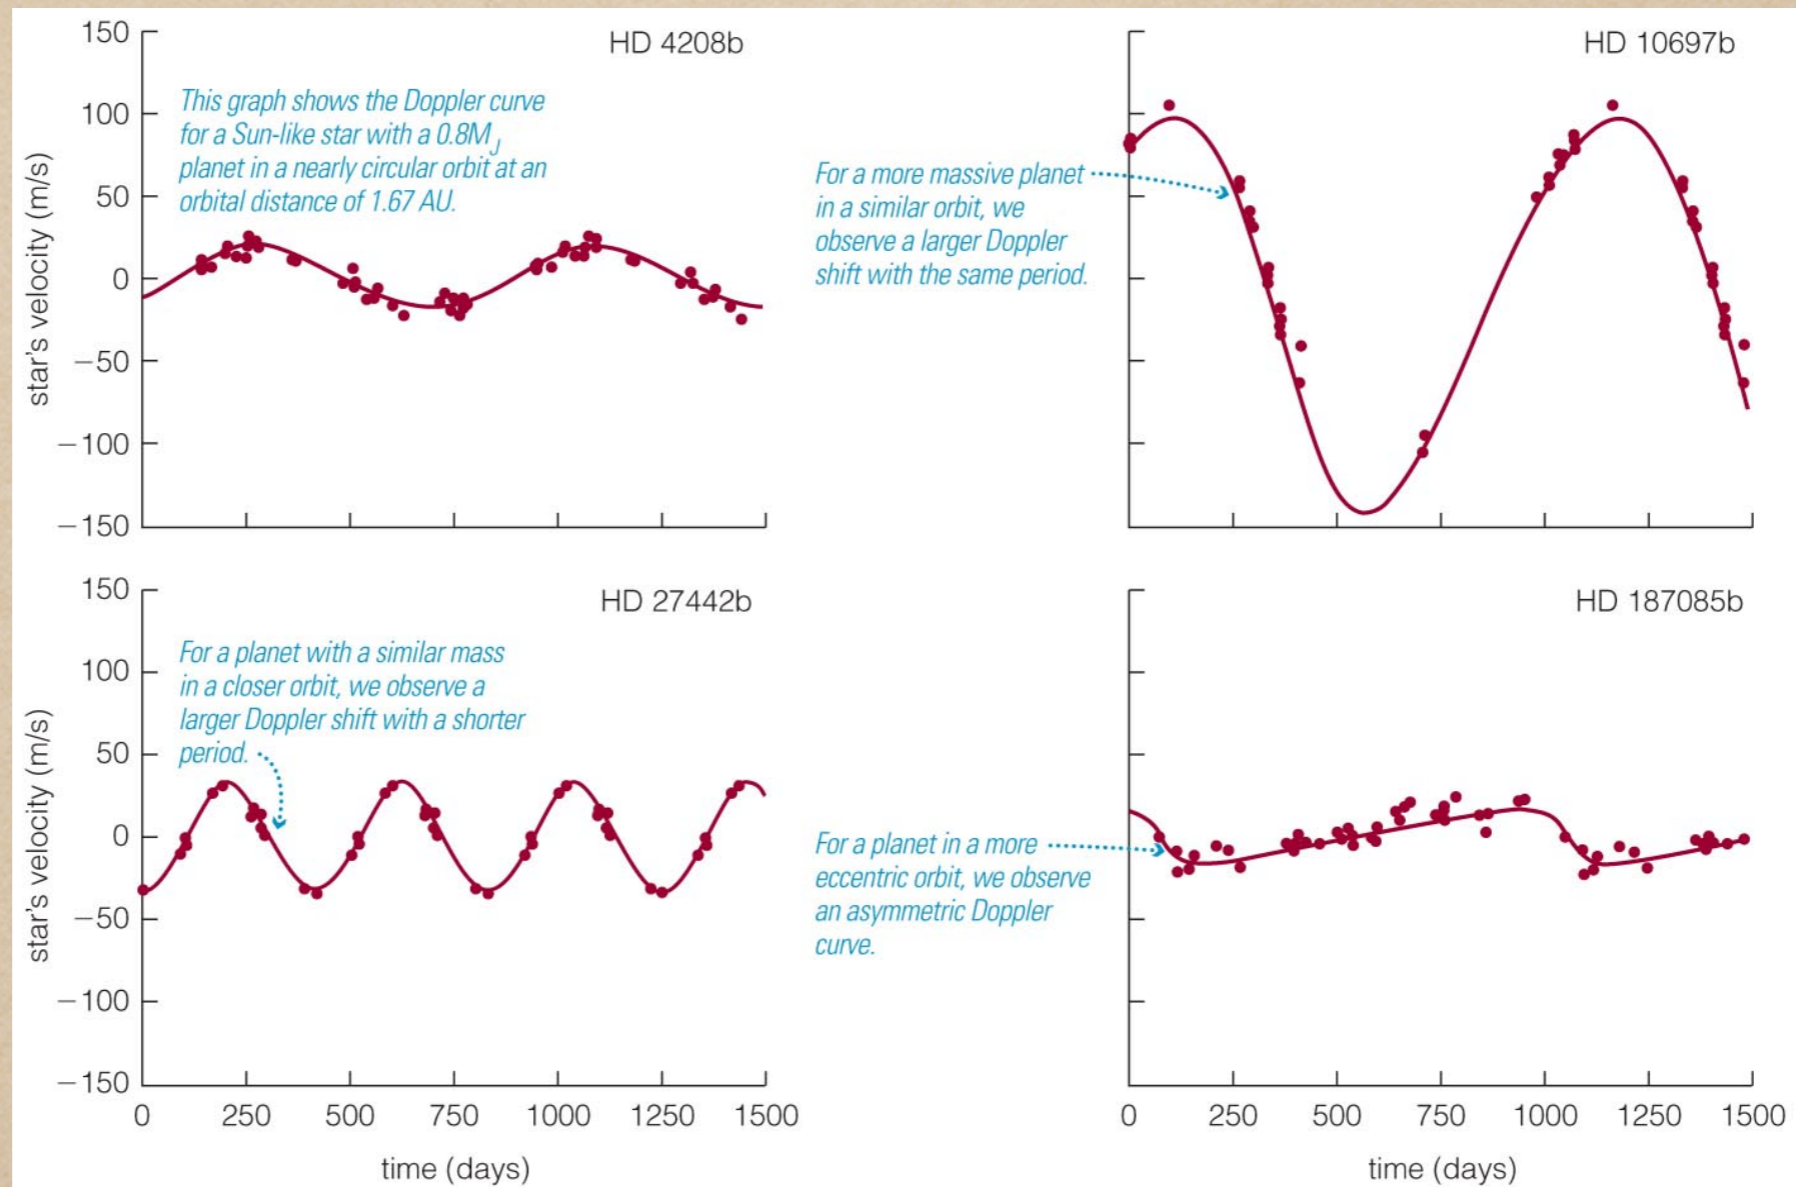 HD 4208b
150
100
50
0
−50
−100
−150
star's velocity (m/s)
This graph shows the Doppler curve
for a Sun-like star with a 0.8M_J
planet in a nearly circular orbit at an
orbital distance of 1.67 AU.
HD 10697b
For a more massive planet
in a similar orbit, we
observe a larger Doppler
shift with the same period.
HD 27442b
150
100
50
0
−50
−100
−150
star's velocity (m/s)
For a planet with a similar mass
in a closer orbit, we observe a
larger Doppler shift with a shorter
period.
0 250 500 750 1000 1250 1500
time (days)
HD 187085b
For a planet in a more
eccentric orbit, we observe
an asymmetric Doppler
curve.
0 250 500 750 1000 1250 1500
time (days)